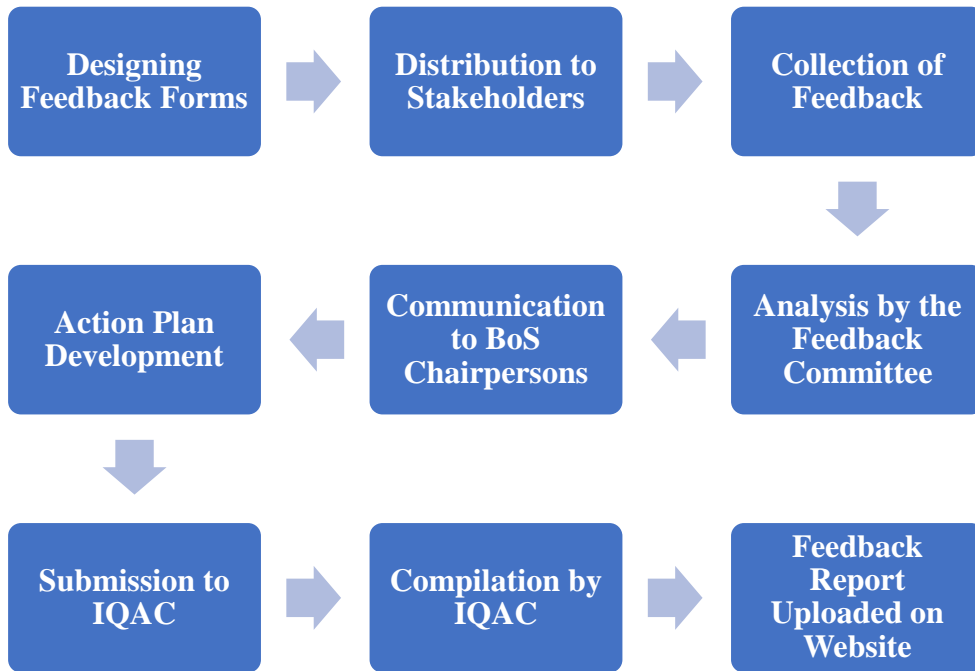 Designing
Feedback Forms
Distribution to
Stakeholders
Collection of
Feedback
Analysis by the
Feedback
Committee
Communication
to BoS
Chairpersons
Action Plan
Development
Submission to
IQAC
Compilation by
IQAC
Feedback
Report
Uploaded on
Website